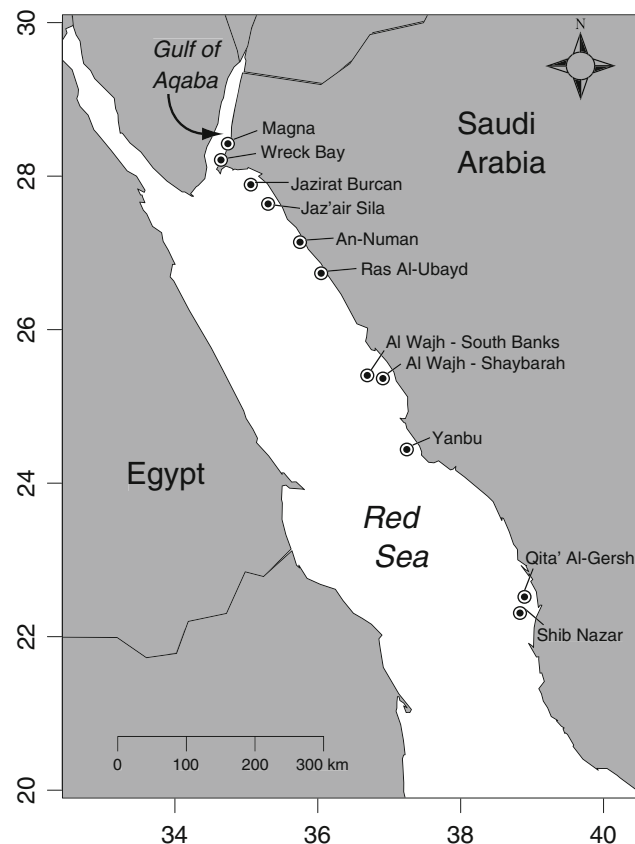 30
N
Gulf of
Aqaba
Saudi
Arabia
Magna
Wreck Bay
28
Jazirat Burcan
Jaz'air Sila
An-Numan
Ras Al-Ubayd
26
Al Wajh - South Banks
Al Wajh - Shaybarah
Yanbu
24
Egypt
Red
Sea
Qita' Al-Gersh
22
Shib Nazar
0 100 200 300 km
20
34 36 38 40